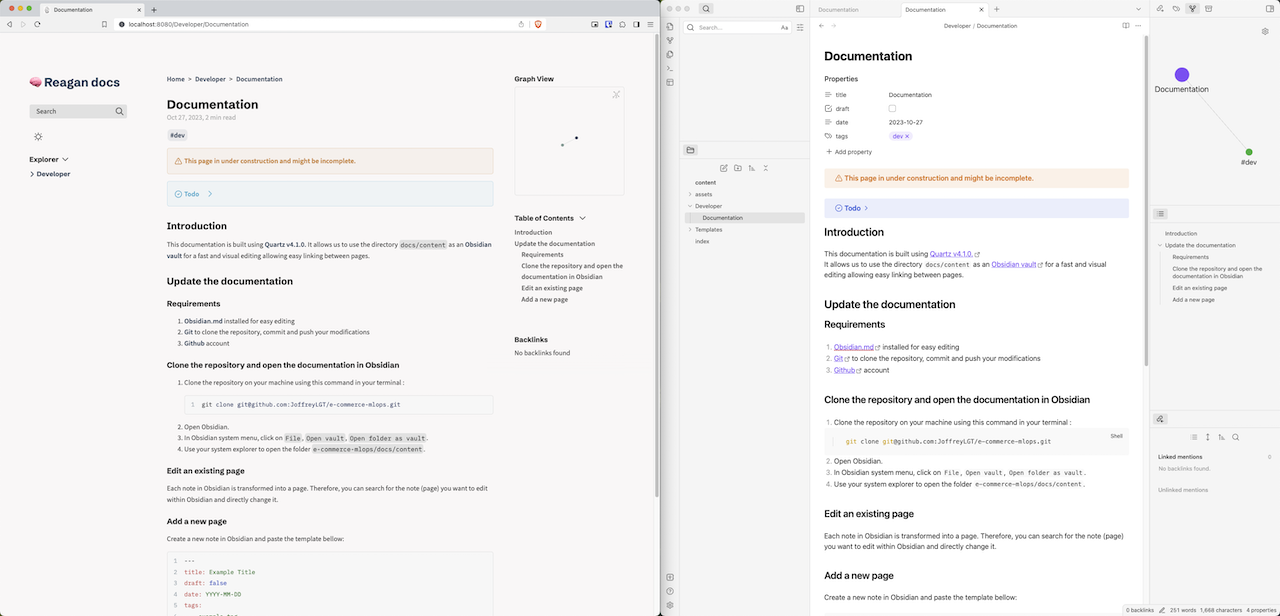 Documentation
localhost:8080/Developer/Documentation
🧠 Reagan docs
Search
Explorer
Developer
Home > Developer > Documentation
Documentation
Oct 27, 2023, 2 min read
#dev
This page in under construction and might be incomplete.
Todo
Introduction
This documentation is built using Quartz v4.1.0. It allows us to use the directory docs/content as an Obsidian
vault for a fast and visual editing allowing easy linking between pages.
Update the documentation
Requirements
1. Obsidian.md installed for easy editing
2. Git to clone the repository, commit and push your modifications
3. Github account
Clone the repository and open the documentation in Obsidian
1. Clone the repository on your machine using this command in your terminal :
1 git clone git@github.com:JoffreyLGT/e-commerce-mlops.git
2. Open Obsidian.
3. In Obsidian system menu, click on File, Open vault, Open folder as vault.
4. Use your system explorer to open the folder e-commerce-mlops/docs/content.
Edit an existing page
Each note in Obsidian is transformed into a page. Therefore, you can search for the note (page) you want to edit
within Obsidian and directly change it.
Add a new page
Create a new note in Obsidian and paste the template bellow:
1 ---
2 title: Example Title
3 draft: false
4 date: YYYY-MM-DD
5 tags:
Graph View
Table of Contents
Introduction
Update the documentation
Requirements
Clone the repository and open the
documentation in Obsidian
Edit an existing page
Add a new page
Backlinks
No backlinks found
Search...
Aa
content
assets
Developer
Documentation
Templates
index
Documentation
Documentation
Developer / Documentation
Documentation
Properties
title Documentation
draft
date 2023-10-27
tags dev ×
+ Add property
This page in under construction and might be incomplete.
Todo
Introduction
This documentation is built using Quartz v4.1.0.
It allows us to use the directory docs/content as an Obsidian vault for a fast and visual
editing allowing easy linking between pages.
Update the documentation
Requirements
1. Obsidian.md installed for easy editing
2. Git to clone the repository, commit and push your modifications
3. Github account
Clone the repository and open the documentation in Obsidian
1. Clone the repository on your machine using this command in your terminal :
Shell
git clone git@github.com:JoffreyLGT/e-commerce-mlops.git
2. Open Obsidian.
3. In Obsidian system menu, click on File, Open vault, Open folder as vault.
4. Use your system explorer to open the folder e-commerce-mlops/docs/content.
Edit an existing page
Each note in Obsidian is transformed into a page. Therefore, you can search for the note (page)
you want to edit within Obsidian and directly change it.
Add a new page
Create a new note in Obsidian and paste the template bellow:
Documentation
#dev
Introduction
Update the documentation
Requirements
Clone the repository and open the
documentation in Obsidian
Edit an existing page
Add a new page
Linked mentions 0
No backlinks found.
Unlinked mentions
0 backlinks 251 words 1,668 characters 4 properties